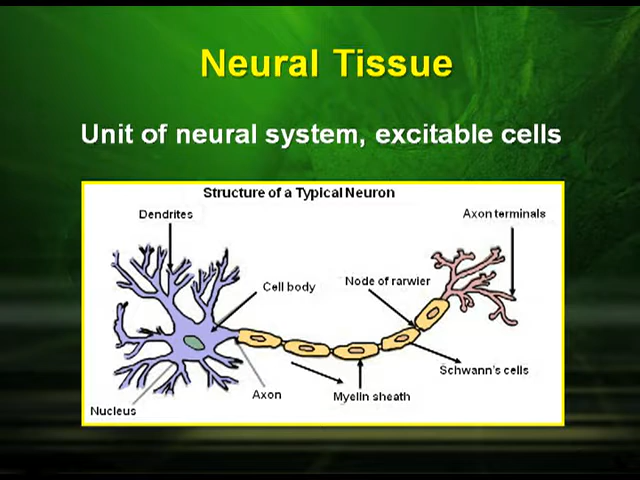 Neural Tissue
Unit of neural system, excitable cells
Structure of a Typical Neuron
Dendrites
Axon terminals
Cell body
Node of rarwier
Schwann's cells
Axon
Myelin sheath
Nucleus